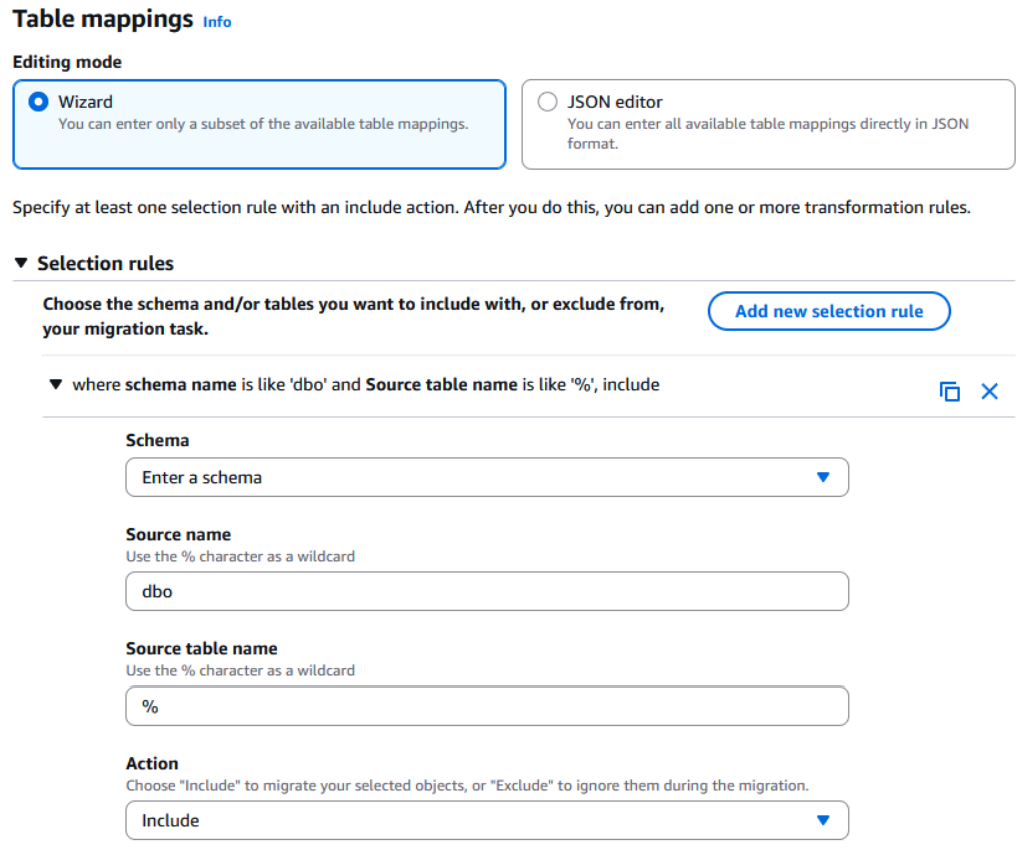 Table mappings Info
Editing mode
Wizard
You can enter only a subset of the available table mappings.
JSON editor
You can enter all available table mappings directly in JSON
format.
Specify at least one selection rule with an include action. After you do this, you can add one or more transformation rules.
Selection rules
Choose the schema and/or tables you want to include with, or exclude from,
your migration task.
Add new selection rule
where schema name is like 'dbo' and Source table name is like '%', include
Schema
Enter a schema
Source name
Use the % character as a wildcard
dbo
Source table name
Use the % character as a wildcard
%
Action
Choose "Include" to migrate your selected objects, or "Exclude" to ignore them during the migration.
Include